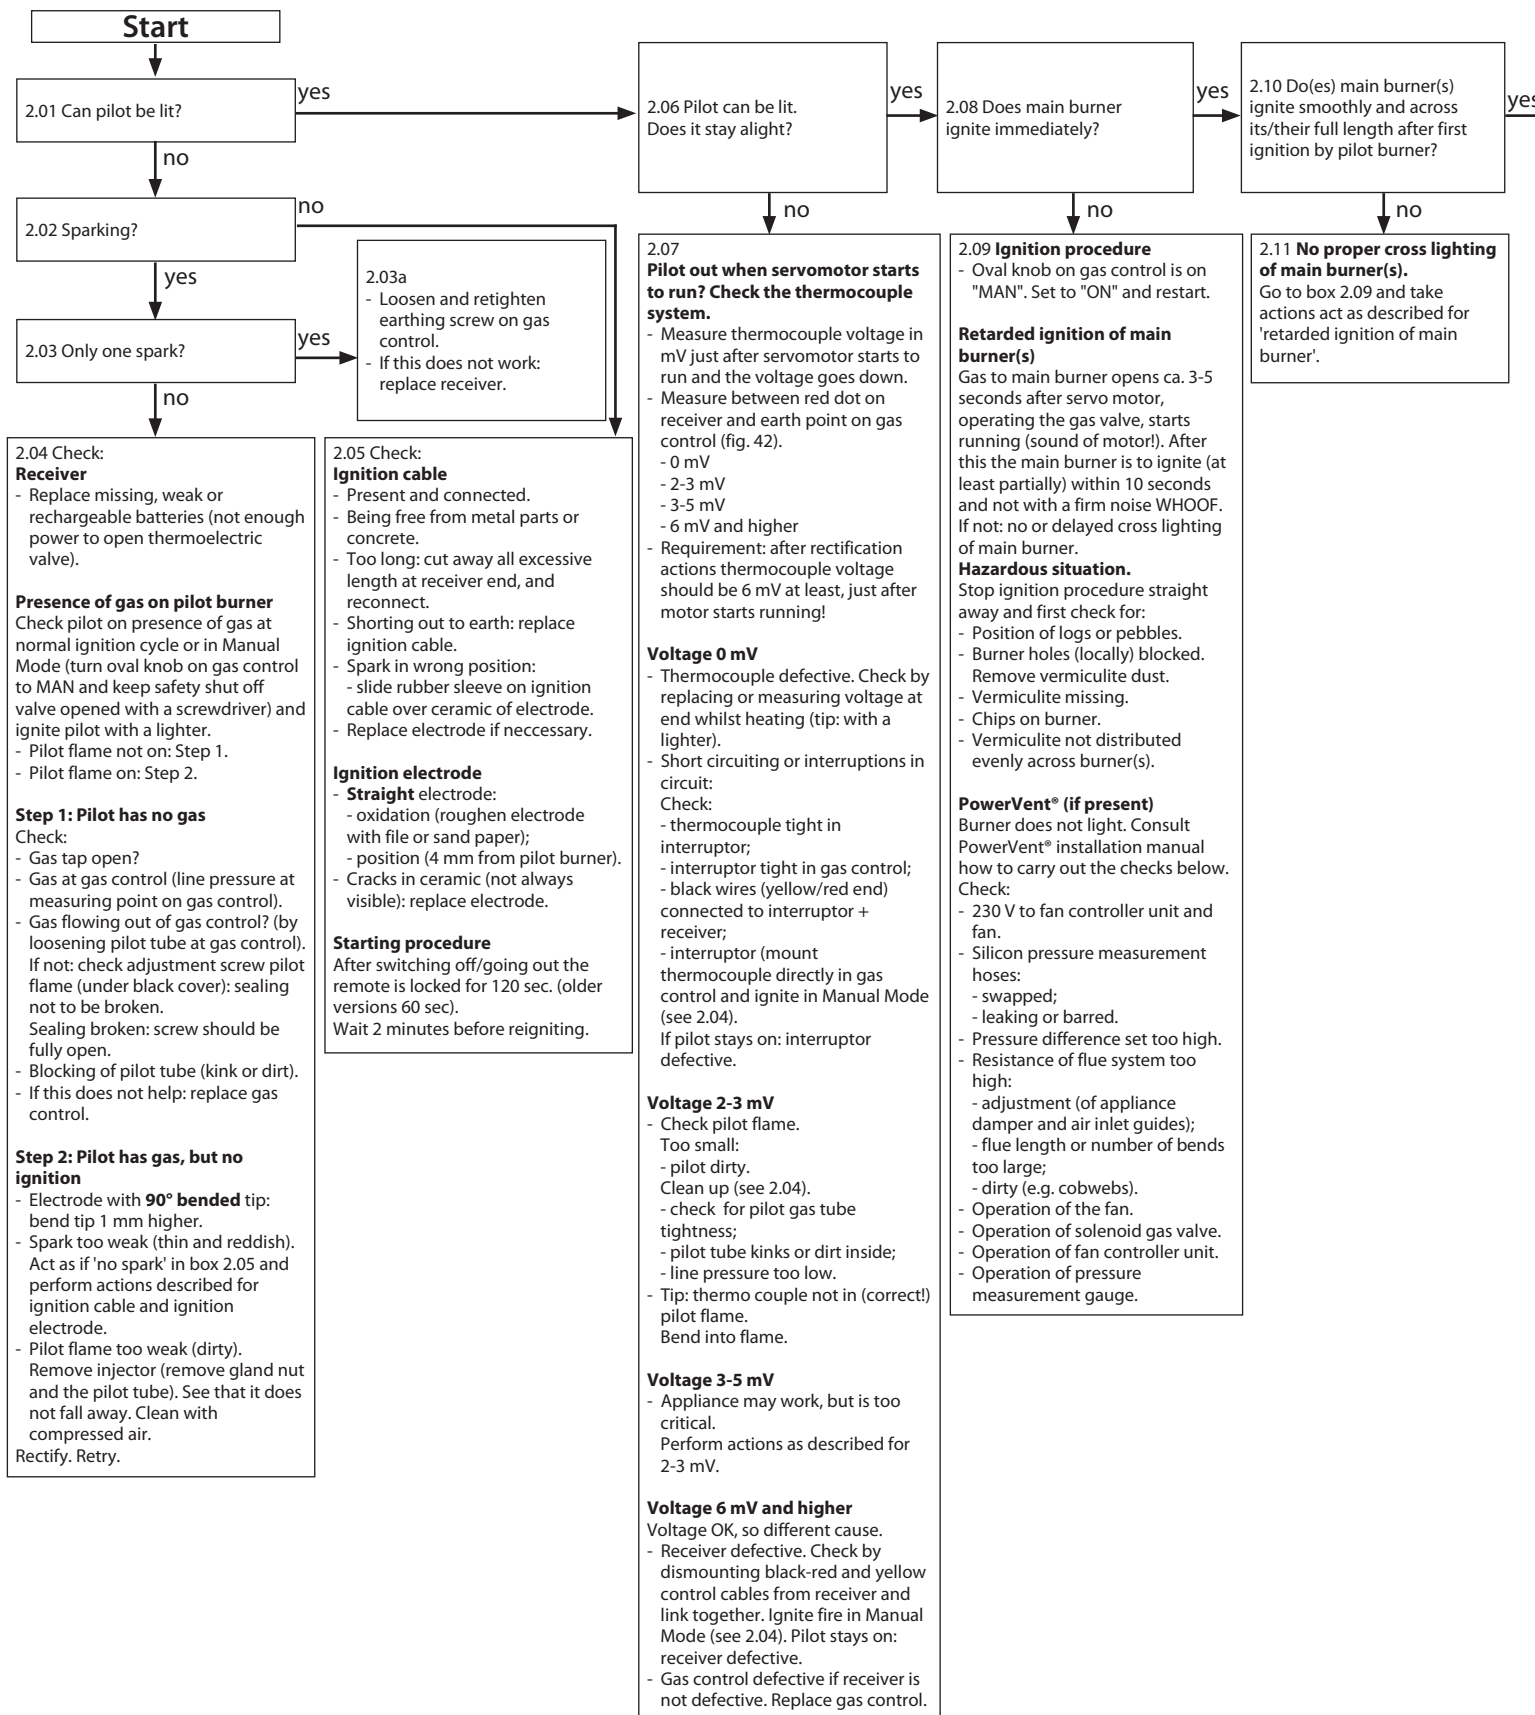 Start
2.01 Can pilot be lit?
yes
no
2.02 Sparking?
no
yes
2.03 Only one spark?
yes
no
2.03a
- Loosen and retighten
earthing screw on gas
control.
- If this does not work:
replace receiver.
2.04 Check:
Receiver
- Replace missing, weak or
rechargeable batteries (not enough
power to open thermoelectric
valve).
Presence of gas on pilot burner
Check pilot on presence of gas at
normal ignition cycle or in Manual
Mode (turn oval knob on gas control
to MAN and keep safety shut off
valve opened with a screwdriver) and
ignite pilot with a lighter.
- Pilot flame not on: Step 1.
- Pilot flame on: Step 2.
Step 1: Pilot has no gas
Check:
- Gas tap open?
- Gas at gas control (line pressure at
measuring point on gas control).
- Gas flowing out of gas control? (by
loosening pilot tube at gas control).
If not: check adjustment screw pilot
flame (under black cover): sealing
not to be broken.
Sealing broken: screw should be
fully open.
- Blocking of pilot tube (kink or dirt).
- If this does not help: replace gas
control.
Step 2: Pilot has gas, but no
ignition
- Electrode with 90° bended tip:
bend tip 1 mm higher.
- Spark too weak (thin and reddish).
Act as if 'no spark' in box 2.05 and
perform actions described for
ignition cable and ignition
electrode.
- Pilot flame too weak (dirty).
Remove injector (remove gland nut
and the pilot tube). See that it does
not fall away. Clean with
compressed air.
Rectify. Retry.
2.05 Check:
Ignition cable
- Present and connected.
- Being free from metal parts or
concrete.
- Too long: cut away all excessive
length at receiver end, and
reconnect.
- Shorting out to earth: replace
ignition cable.
- Spark in wrong position:
- slide rubber sleeve on ignition
cable over ceramic of electrode.
- Replace electrode if neccessary.
Ignition electrode
- Straight electrode:
- oxidation (roughen electrode
with file or sand paper);
- position (4 mm from pilot burner).
- Cracks in ceramic (not always
visible): replace electrode.
Starting procedure
After switching off/going out the
remote is locked for 120 sec. (older
versions 60 sec).
Wait 2 minutes before reigniting.
2.06 Pilot can be lit.
Does it stay alight?
yes
no
2.07
Pilot out when servomotor starts
to run? Check the thermocouple
system.
- Measure thermocouple voltage in
mV just after servomotor starts to
run and the voltage goes down.
- Measure between red dot on
receiver and earth point on gas
control (fig. 42).
- 0 mV
- 2-3 mV
- 3-5 mV
- 6 mV and higher
- Requirement: after rectification
actions thermocouple voltage
should be 6 mV at least, just after
motor starts running!
Voltage 0 mV
- Thermocouple defective. Check by
replacing or measuring voltage at
end whilst heating (tip: with a
lighter).
- Short circuiting or interruptions in
circuit:
Check:
- thermocouple tight in
interruptor;
- interruptor tight in gas control;
- black wires (yellow/red end)
connected to interruptor +
receiver;
- interruptor (mount
thermocouple directly in gas
control and ignite in Manual Mode
(see 2.04).
If pilot stays on: interruptor
defective.
Voltage 2-3 mV
- Check pilot flame.
Too small:
- pilot dirty.
Clean up (see 2.04).
- check for pilot gas tube
tightness;
- pilot tube kinks or dirt inside;
- line pressure too low.
- Tip: thermo couple not in (correct!)
pilot flame.
Bend into flame.
Voltage 3-5 mV
- Appliance may work, but is too
critical.
Perform actions as described for
2-3 mV.
Voltage 6 mV and higher
Voltage OK, so different cause.
- Receiver defective. Check by
dismounting black-red and yellow
control cables from receiver and
link together. Ignite fire in Manual
Mode (see 2.04). Pilot stays on:
receiver defective.
- Gas control defective if receiver is
not defective. Replace gas control.
2.08 Does main burner
ignite immediately?
yes
no
2.09 Ignition procedure
- Oval knob on gas control is on
"MAN". Set to "ON" and restart.
Retarded ignition of main
burner(s)
Gas to main burner opens ca. 3-5
seconds after servo motor,
operating the gas valve, starts
running (sound of motor!). After
this the main burner is to ignite (at
least partially) within 10 seconds
and not with a firm noise WHOOF.
If not: no or delayed cross lighting
of main burner.
Hazardous situation.
Stop ignition procedure straight
away and first check for:
- Position of logs or pebbles.
- Burner holes (locally) blocked.
Remove vermiculite dust.
- Vermiculite missing.
- Chips on burner.
- Vermiculite not distributed
evenly across burner(s).
PowerVent® (if present)
Burner does not light. Consult
PowerVent® installation manual
how to carry out the checks below.
Check:
- 230 V to fan controller unit and
fan.
- Silicon pressure measurement
hoses:
- swapped;
- leaking or barred.
- Pressure difference set too high.
- Resistance of flue system too
high:
- adjustment (of appliance
damper and air inlet guides);
- flue length or number of bends
too large;
- dirty (e.g. cobwebs).
- Operation of the fan.
- Operation of solenoid gas valve.
- Operation of fan controller unit.
- Operation of pressure
measurement gauge.
2.10 Do(es) main burner(s)
ignite smoothly and across
its/their full length after first
ignition by pilot burner?
yes
no
2.11 No proper cross lighting
of main burner(s).
Go to box 2.09 and take
actions act as described for
'retarded ignition of main
burner'.